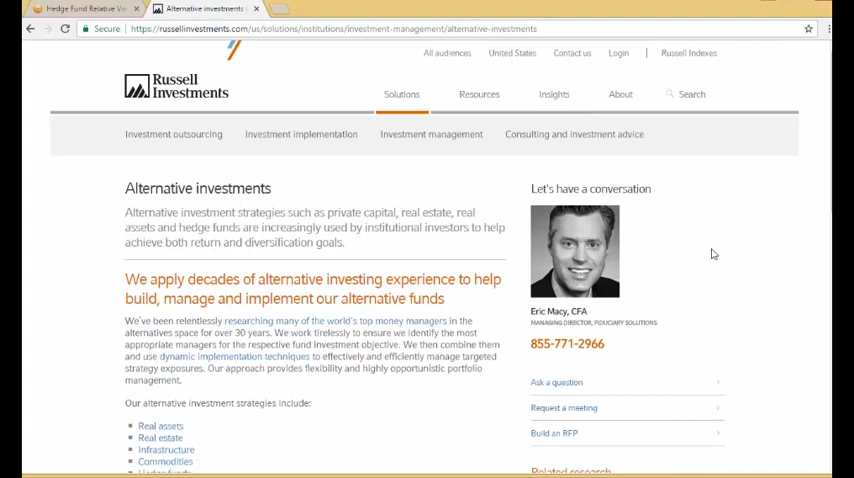 Hedge Fund Relative Va
Alternative investments
Secure
https://russellinvestments.com/us/solutions/institutions/investment-management/alternative-investments
All audiences United States Contact us Login Russell Indexes
Russell
Investments
Solutions Resources Insights About Search
Investment outsourcing Investment implementation Investment management Consulting and investment advice
Alternative investments
Alternative investment strategies such as private capital, real estate, real
assets and hedge funds are increasingly used by institutional investors to help
achieve both return and diversification goals.
We apply decades of alternative investing experience to help
build, manage and implement our alternative funds
We've been relentlessly researching many of the world's top money managers in the
alternatives space for over 30 years. We work tirelessly to ensure we identify the most
appropriate managers for the respective fund investment objective. We then combine them
and use dynamic implementation techniques to effectively and efficiently manage targeted
strategy exposures. Our approach provides flexibility and highly opportunistic portfolio
management.
Our alternative investment strategies include:
Real assets
Real estate
Infrastructure
Commodities
Hedge funds
Let's have a conversation
Eric Macy, CFA
MANAGING DIRECTOR, FIDUCIARY SOLUTIONS
855-771-2966
Ask a question
Request a meeting
Build an RFP
Related research